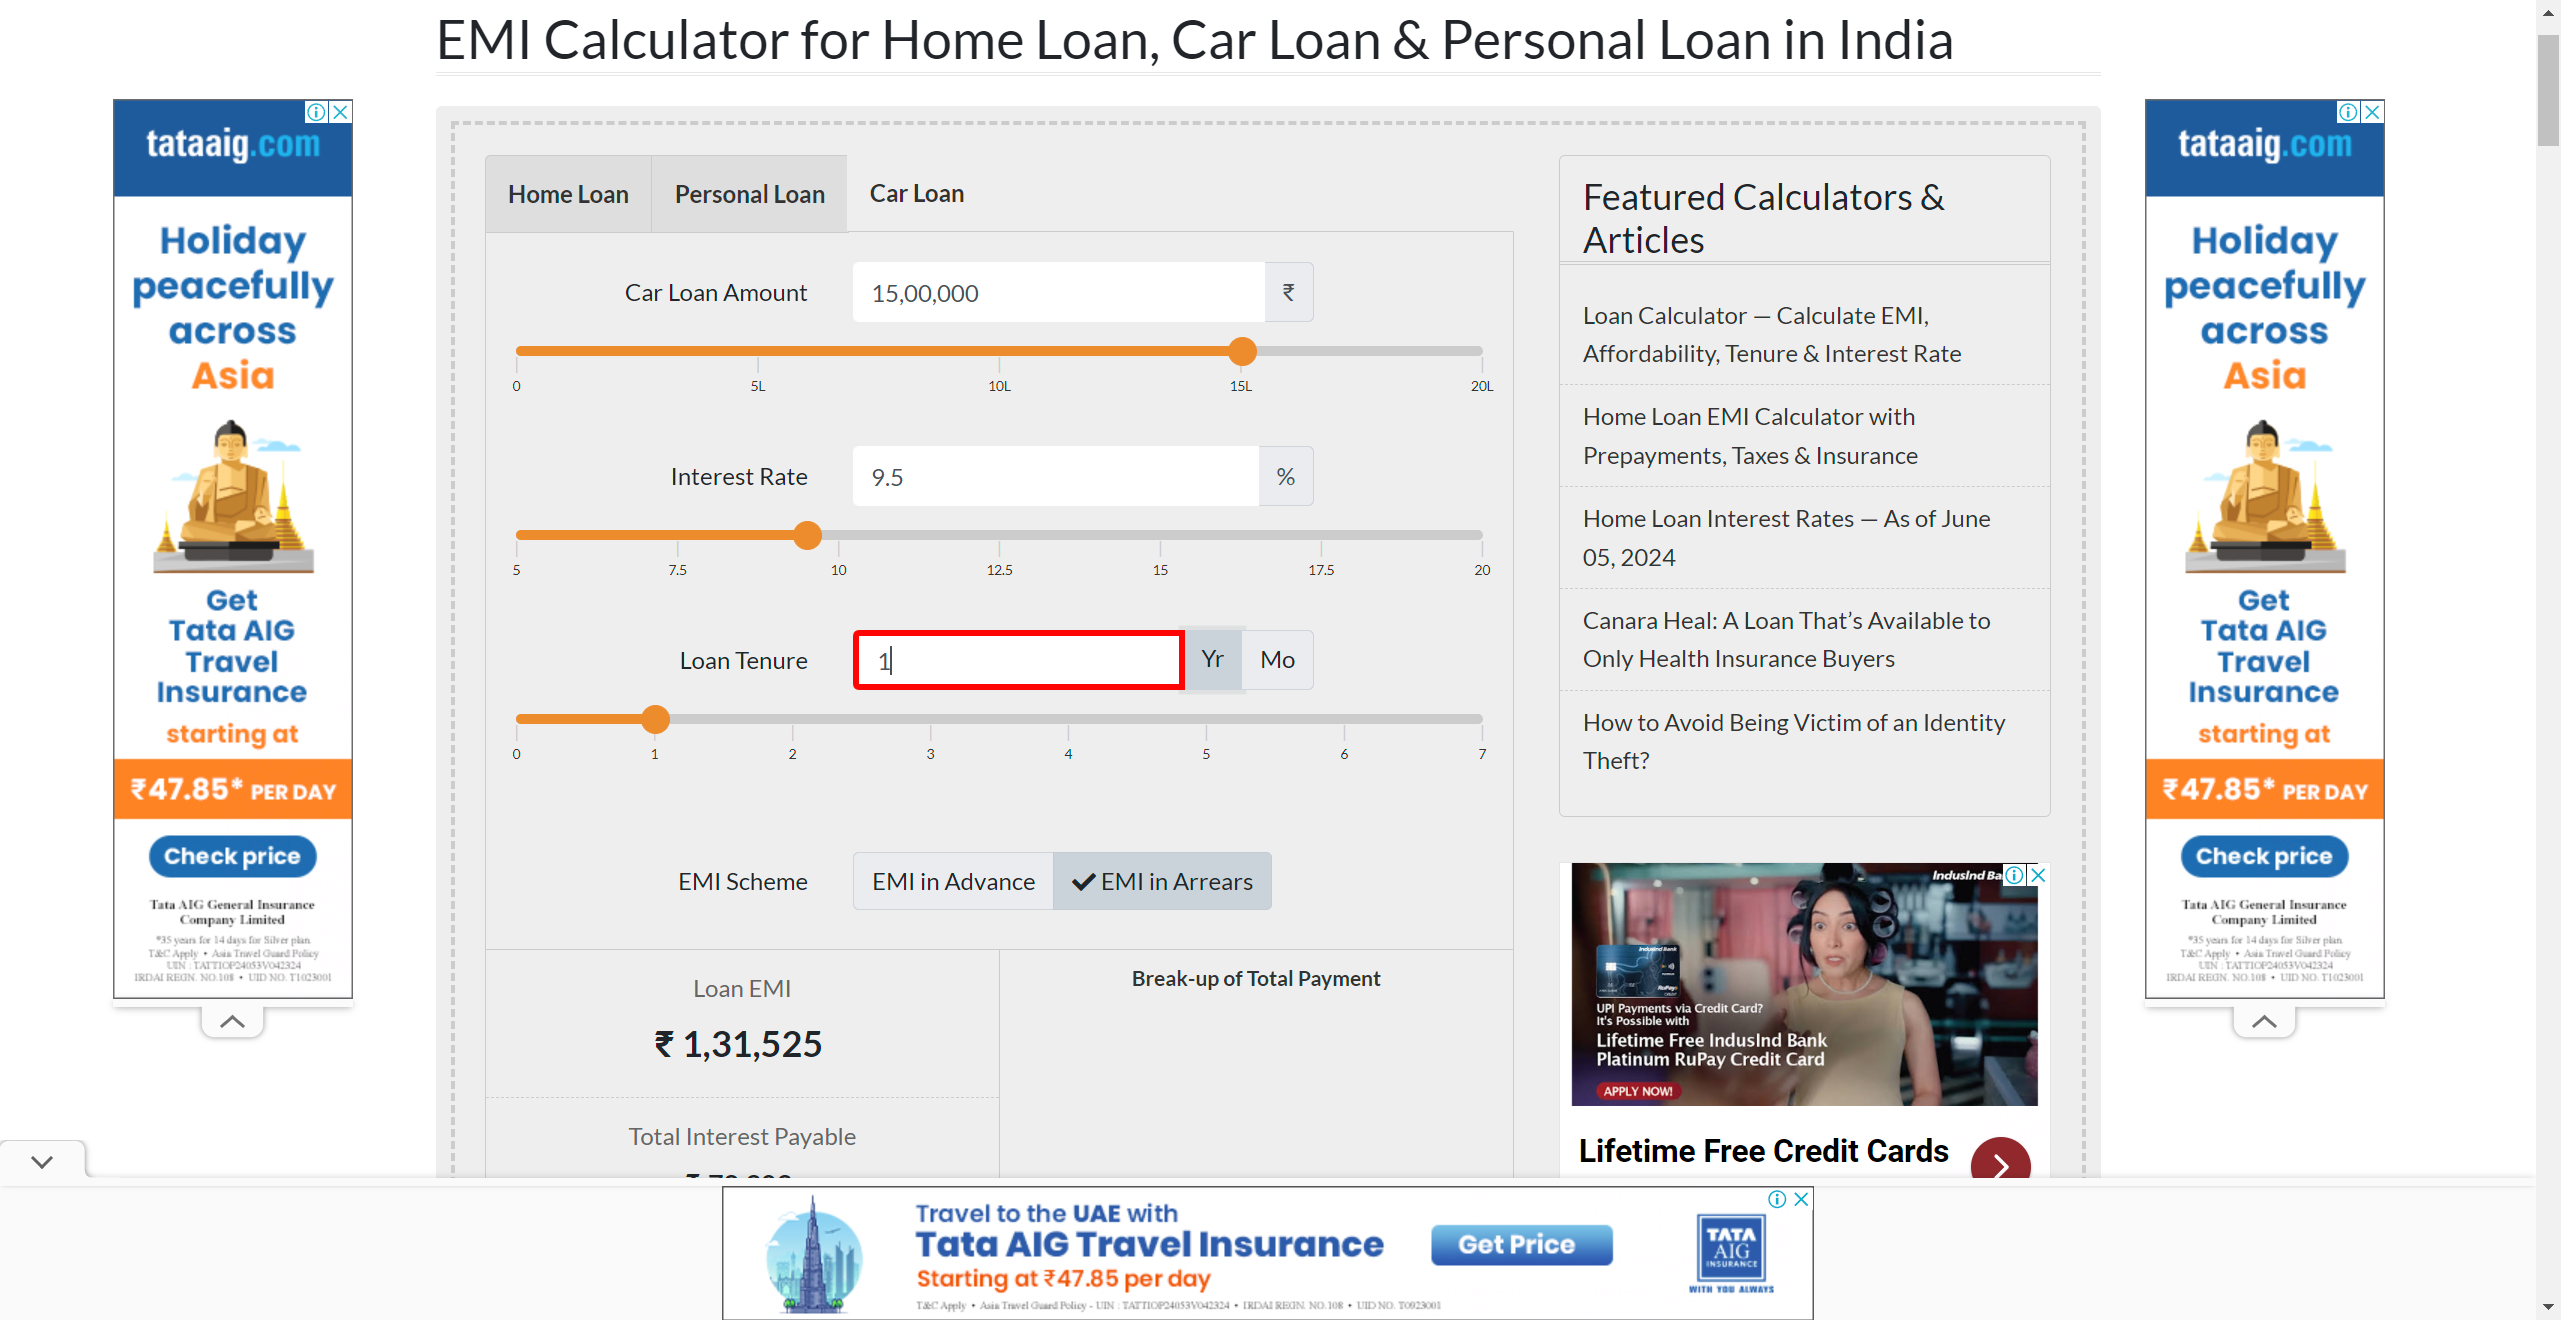 EMI Calculator for Home Loan, Car Loan & Personal Loan in India
tataaig.com
Holiday
peacefully
across
Asia
Get
Tata AIG
Travel
Insurance
starting at
₹47.85* PER DAY
Check price
Tata AIG General Insurance
Company Limited
*35 years for 14 days for Silver plan
T&C Apply • Asia Travel Guard Policy
UIN : TATTIOP24053V042324
IRDAI REGN. NO.108 • UID NO. T1023001
Home Loan
Personal Loan
Car Loan
Car Loan Amount
15,00,000
₹
0
5L
10L
15L
20L
Interest Rate
9.5
%
5
7.5
10
12.5
15
17.5
20
Loan Tenure
1
Yr
Mo
0
1
2
3
4
5
6
7
EMI Scheme
EMI in Advance
EMI in Arrears
Loan EMI
₹ 1,31,525
Total Interest Payable
Break-up of Total Payment
Featured Calculators &
Articles
Loan Calculator — Calculate EMI,
Affordability, Tenure & Interest Rate
Home Loan EMI Calculator with
Prepayments, Taxes & Insurance
Home Loan Interest Rates — As of June
05, 2024
Canara Heal: A Loan That's Available to
Only Health Insurance Buyers
How to Avoid Being Victim of an Identity
Theft?
IndusInd Ba
IndusInd Bank
RuPay
UPI Payments via Credit Card?
It's Possible with
Lifetime Free IndusInd Bank
Platinum RuPay Credit Card
APPLY NOW!
Lifetime Free Credit Cards
tataaig.com
Holiday
peacefully
across
Asia
Get
Tata AIG
Travel
Insurance
starting at
₹47.85* PER DAY
Check price
Tata AIG General Insurance
Company Limited
*35 years for 14 days for Silver plan
T&C Apply • Asia Travel Guard Policy
UIN : TATTIOP24053V042324
IRDAI REGN. NO.108 • UID NO. T1023001
Travel to the UAE with
Tata AIG Travel Insurance
Starting at ₹47.85 per day
T&C Apply • Asia Travel Guard Policy - UIN : TATTIOP24053V042324 • IRDAI REGN. NO.108 • UID NO. T0923001
Get Price
TATA
AIG
INSURANCE
WITH YOU ALWAYS